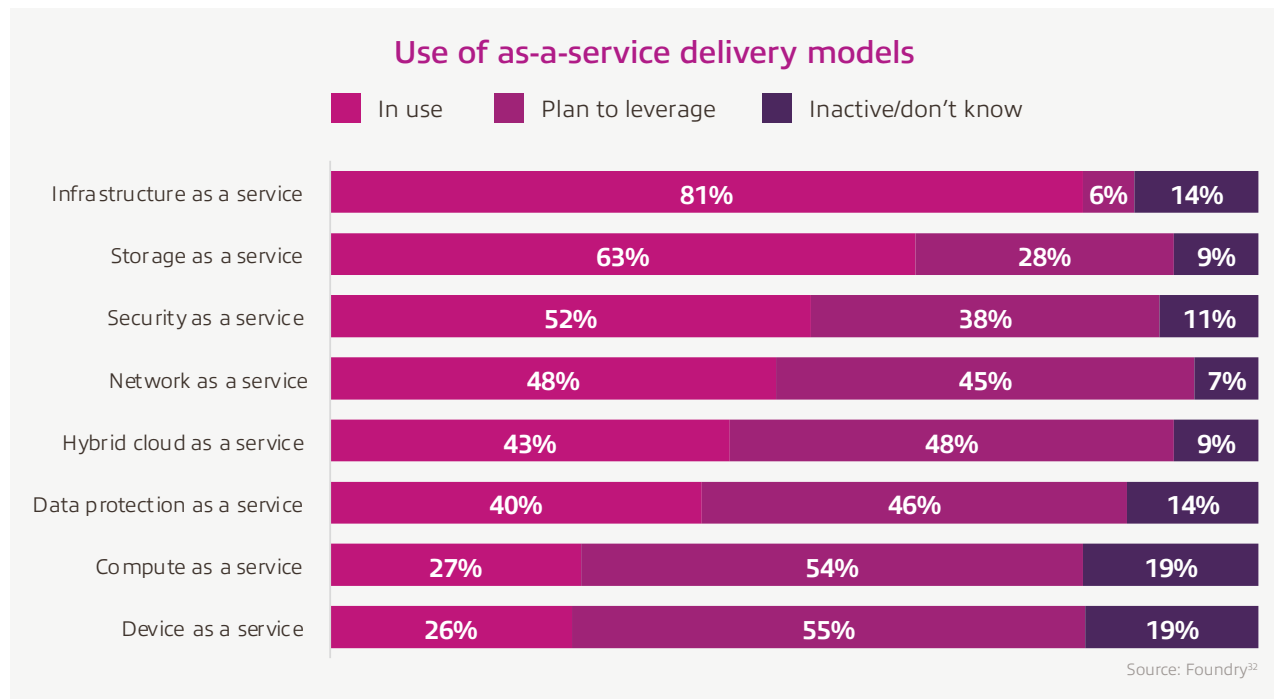 Use of as-a-service delivery models
In use Plan to leverage Inactive/don’t know
Infrastructure as a service 81% 6% 14%
Storage as a service 63% 28% 9%
Security as a service 52% 38% 11%
Network as a service 48% 45% 7%
Hybrid cloud as a service 43% 48% 9%
Data protection as a service 40% 46% 14%
Compute as a service 27% 54% 19%
Device as a service 26% 55% 19%
Source: Foundry³²